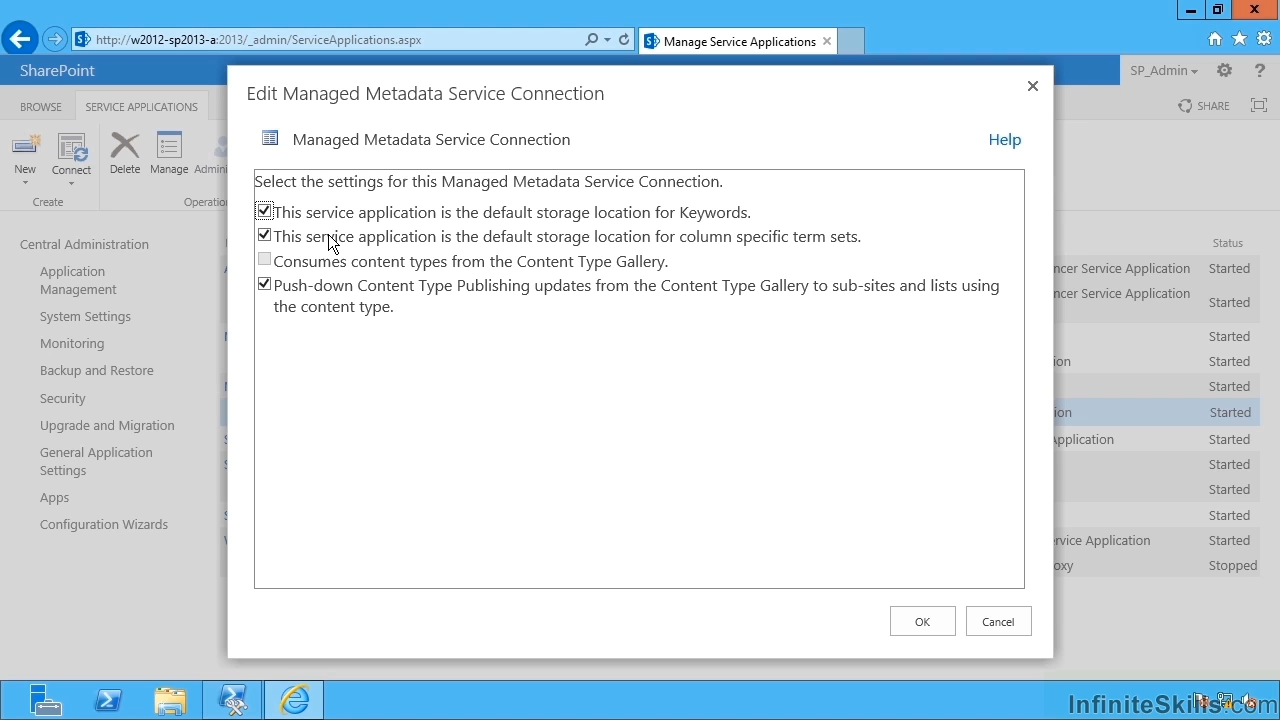 http://w2012-sp2013-a:2013/_admin/ServiceApplications.aspx
Manage Service Applications
SharePoint
SP_Admin
?
BROWSE
SERVICE APPLICATIONS
SHARE
New
Connect
Delete
Manage
Create
Edit Managed Metadata Service Connection
Managed Metadata Service Connection
Help
Select the settings for this Managed Metadata Service Connection.
This service application is the default storage location for Keywords.
This service application is the default storage location for column specific term sets.
Consumes content types from the Content Type Gallery.
Push-down Content Type Publishing updates from the Content Type Gallery to sub-sites and lists using
the content type.
OK
Cancel
Central Administration
Application
Management
System Settings
Monitoring
Backup and Restore
Security
Upgrade and Migration
General Application
Settings
Apps
Configuration Wizards
Status
Service Application Started
Service Application
Started
Started
Started
Started
Started
Application Started
Started
Started
Started
Application Started
Stopped
InfiniteSkills.com